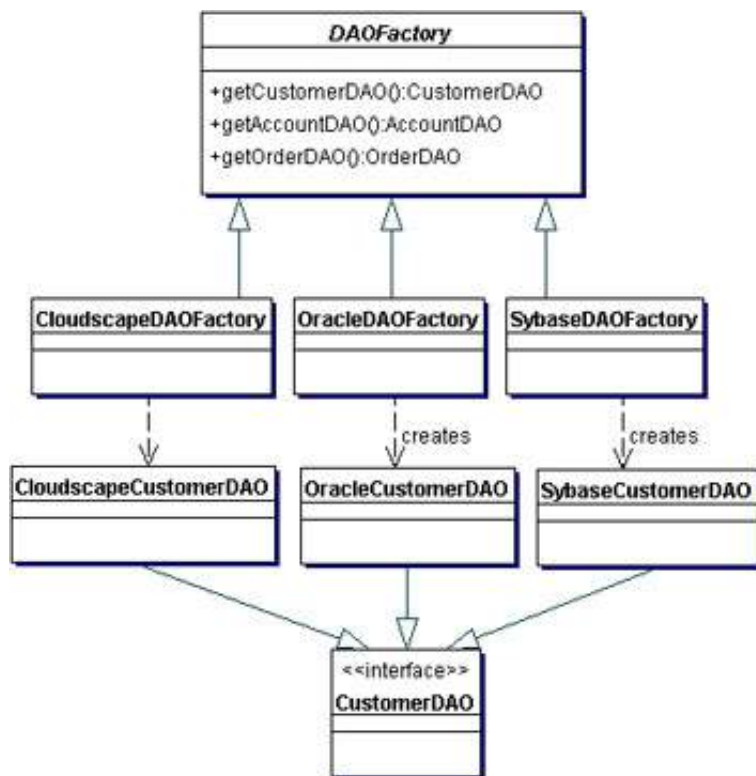 DAOFactory
+getCustomerDAO():CustomerDAO
+getAccountDAO():AccountDAO
+getOrderDAO():OrderDAO
CloudscapeDAOFactory
OracleDAOFactory
SybaseDAOFactory
creates
creates
CloudscapeCustomerDAO
OracleCustomerDAO
SybaseCustomerDAO
<<interface>>
CustomerDAO